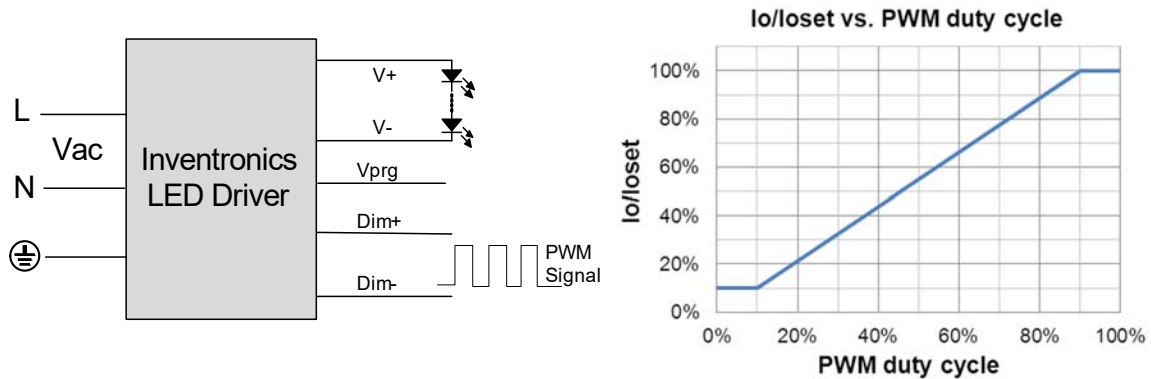 L
Vac
N
Inventronics
LED Driver
V+
V-
Vprg
Dim+
Dim-
PWM
Signal
Io/Ioset vs. PWM duty cycle
Io/Ioset
100%
80%
60%
40%
20%
0%
0% 20% 40% 60% 80% 100%
PWM duty cycle